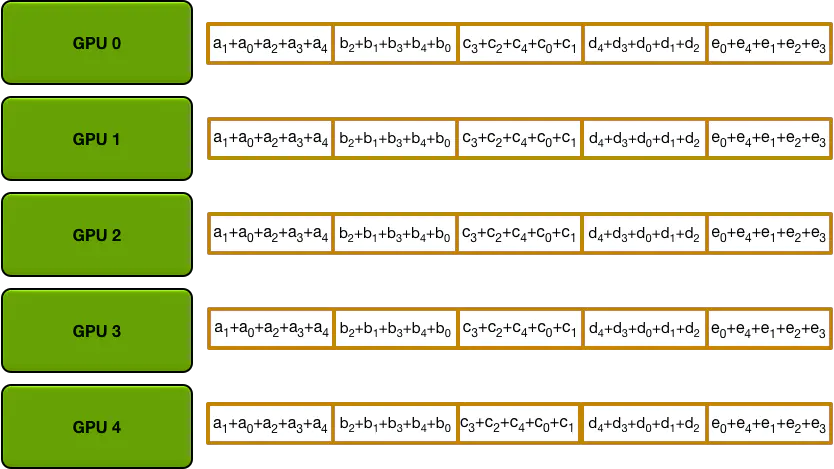 GPU 0 a₁+a₀+a₂+a₃+a₄ b₂+b₁+b₃+b₄+b₀ c₃+c₂+c₄+c₀+c₁ d₄+d₃+d₀+d₁+d₂ e₀+e₄+e₁+e₂+e₃
GPU 1 a₁+a₀+a₂+a₃+a₄ b₂+b₁+b₃+b₄+b₀ c₃+c₂+c₄+c₀+c₁ d₄+d₃+d₀+d₁+d₂ e₀+e₄+e₁+e₂+e₃
GPU 2 a₁+a₀+a₂+a₃+a₄ b₂+b₁+b₃+b₄+b₀ c₃+c₂+c₄+c₀+c₁ d₄+d₃+d₀+d₁+d₂ e₀+e₄+e₁+e₂+e₃
GPU 3 a₁+a₀+a₂+a₃+a₄ b₂+b₁+b₃+b₄+b₀ c₃+c₂+c₄+c₀+c₁ d₄+d₃+d₀+d₁+d₂ e₀+e₄+e₁+e₂+e₃
GPU 4 a₁+a₀+a₂+a₃+a₄ b₂+b₁+b₃+b₄+b₀ c₃+c₂+c₄+c₀+c₁ d₄+d₃+d₀+d₁+d₂ e₀+e₄+e₁+e₂+e₃